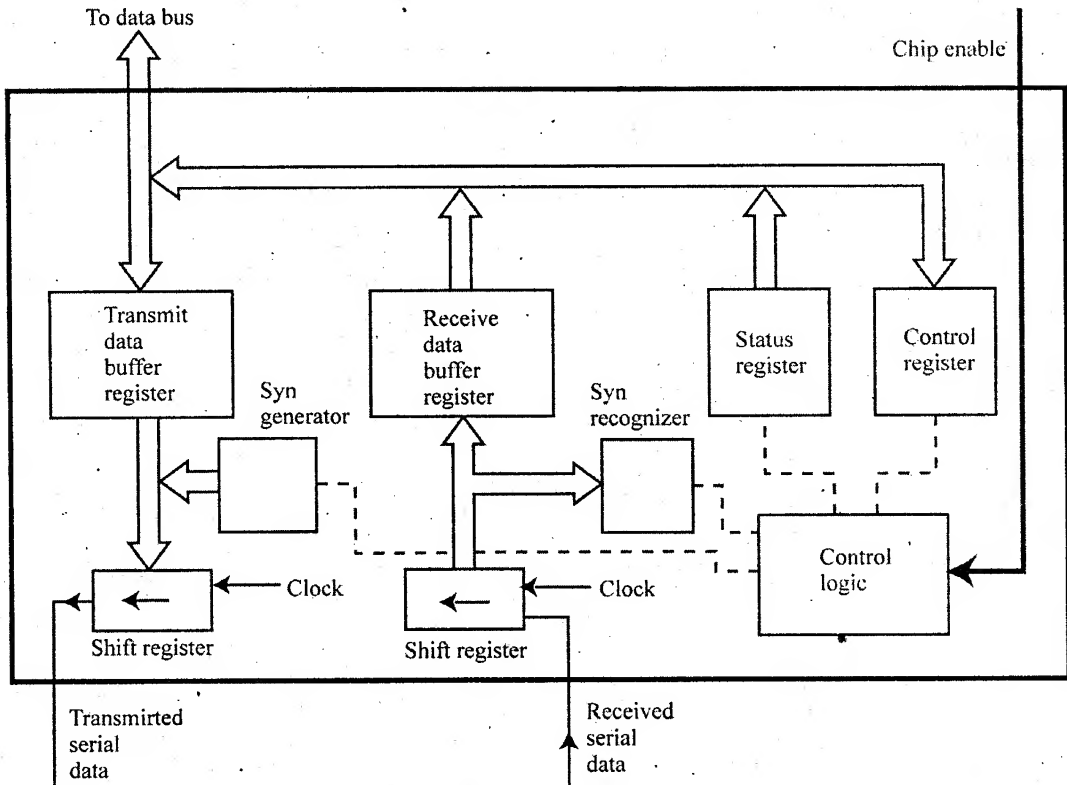 To data bus
Chip enable
Transmit
data
buffer
register
Receive
data
buffer
register
Status
register
Control
register
Syn
generator
Syn
recognizer
Control
logic
Clock
Clock
Shift register
Shift register
Transmirted
serial
data
Received
serial
data